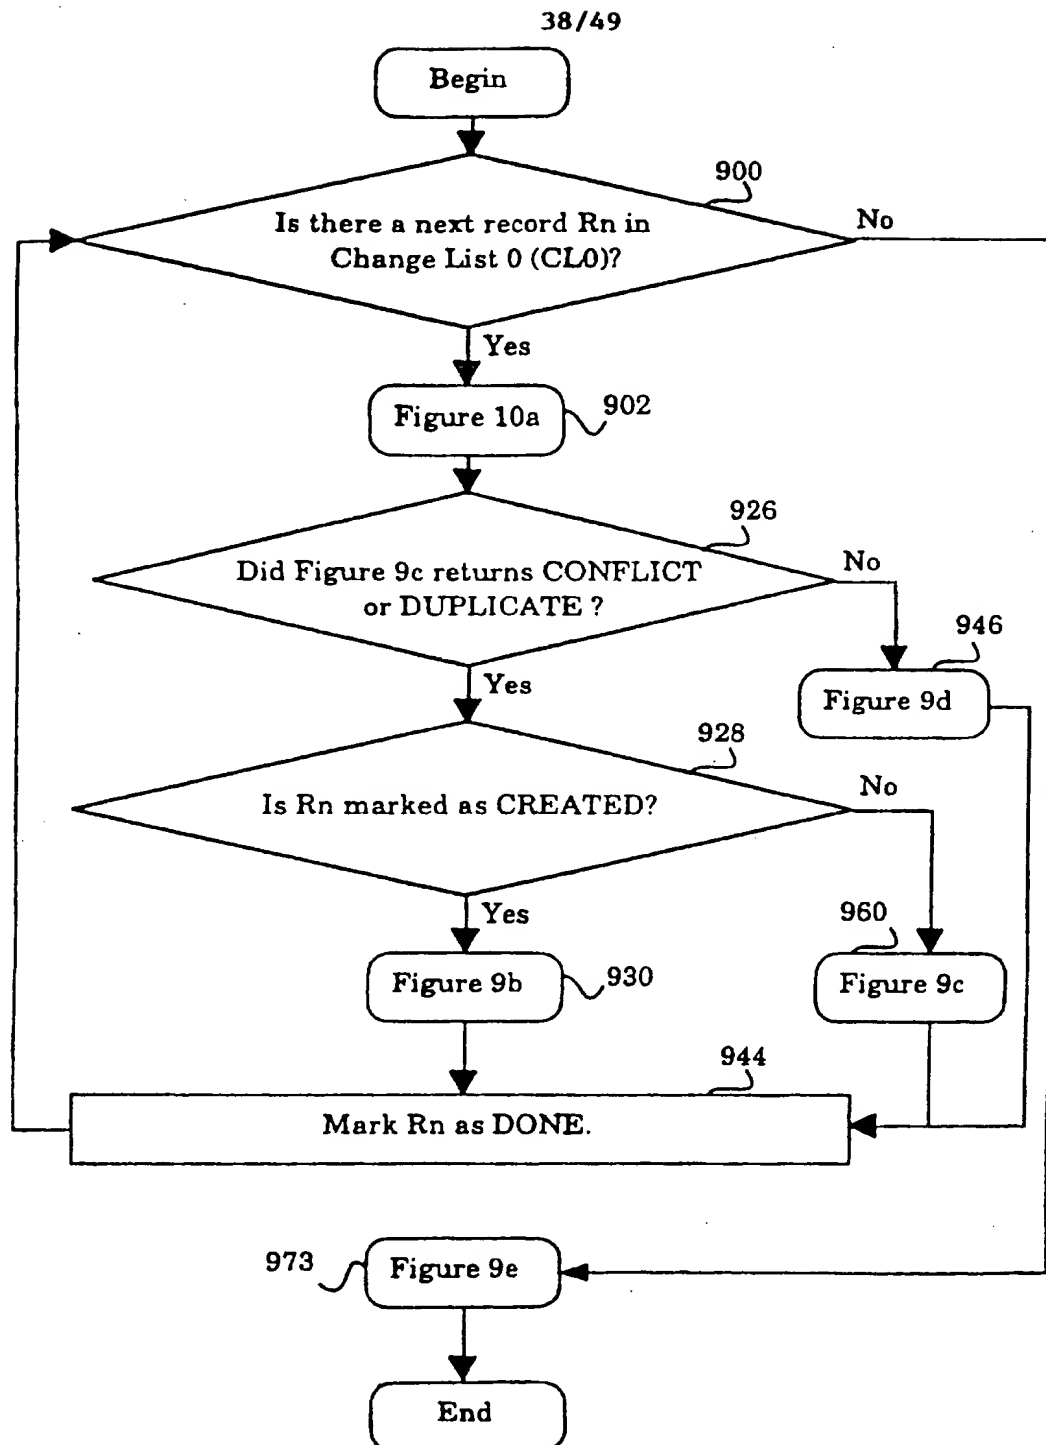 38/49
Begin
900
Is there a next record Rn in
Change List 0 (CL0)?
No
Yes
Figure 10a
902
926
Did Figure 9c returns CONFLICT
or DUPLICATE ?
No
946
Yes
Figure 9d
928
Is Rn marked as CREATED?
No
Yes
960
Figure 9b
930
Figure 9c
944
Mark Rn as DONE.
973
Figure 9e
End